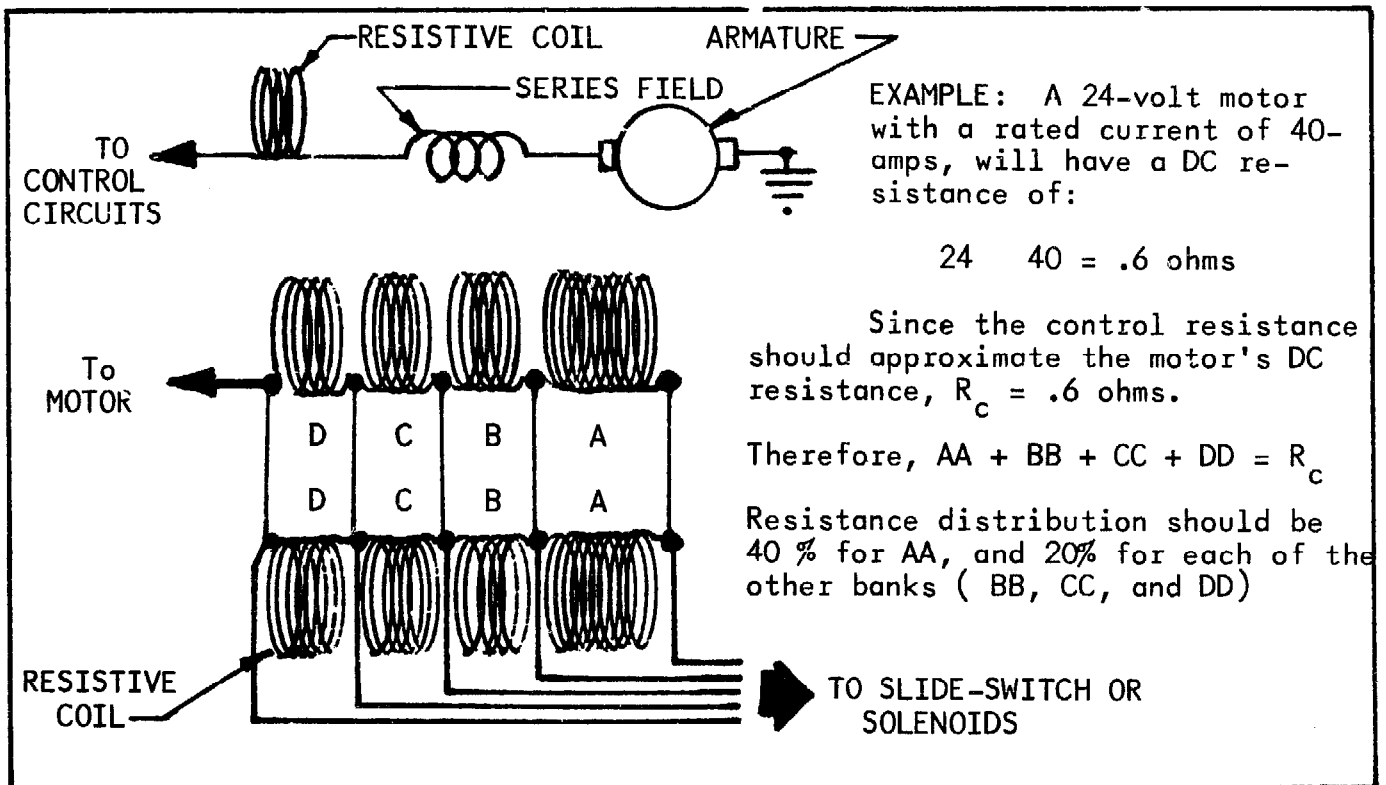 RESISTIVE COIL
ARMATURE
SERIES FIELD
TO
CONTROL
CIRCUITS
EXAMPLE: A 24-volt motor
with a rated current of 40-
amps, will have a DC re-
sistance of:
24 40 = .6 ohms
Since the control resistance
should approximate the motor's DC
resistance, Rc = .6 ohms.
Therefore, AA + BB + CC + DD = Rc
Resistance distribution should be
40 % for AA, and 20% for each of the
other banks ( BB, CC, and DD)
To
MOTOR
D C B A
D C B A
RESISTIVE
COIL
TO SLIDE-SWITCH OR
SOLENOIDS